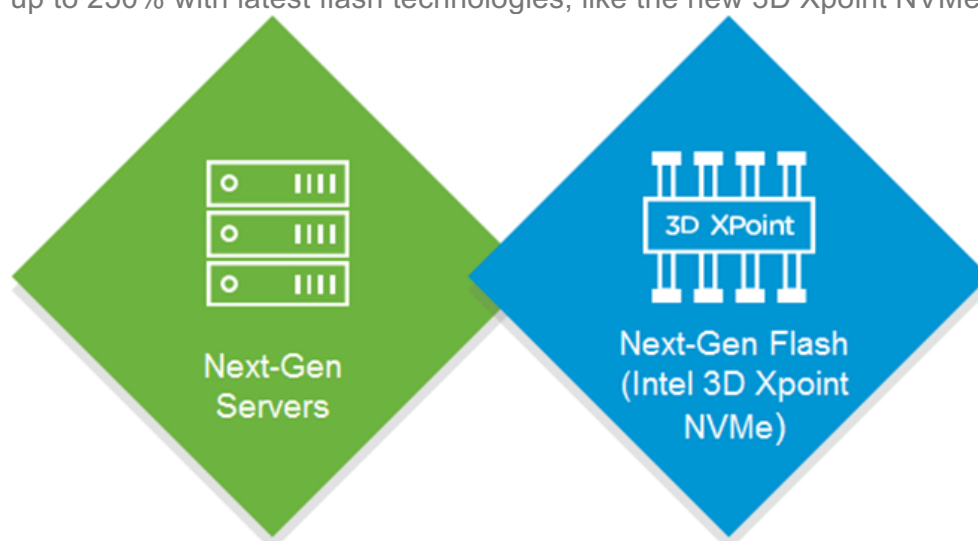 up to 250% with latest flash technologies, like the new 3D Xpoint NVMe
3D XPoint
Next-Gen
Servers
Next-Gen Flash
(Intel 3D Xpoint
NVMe)